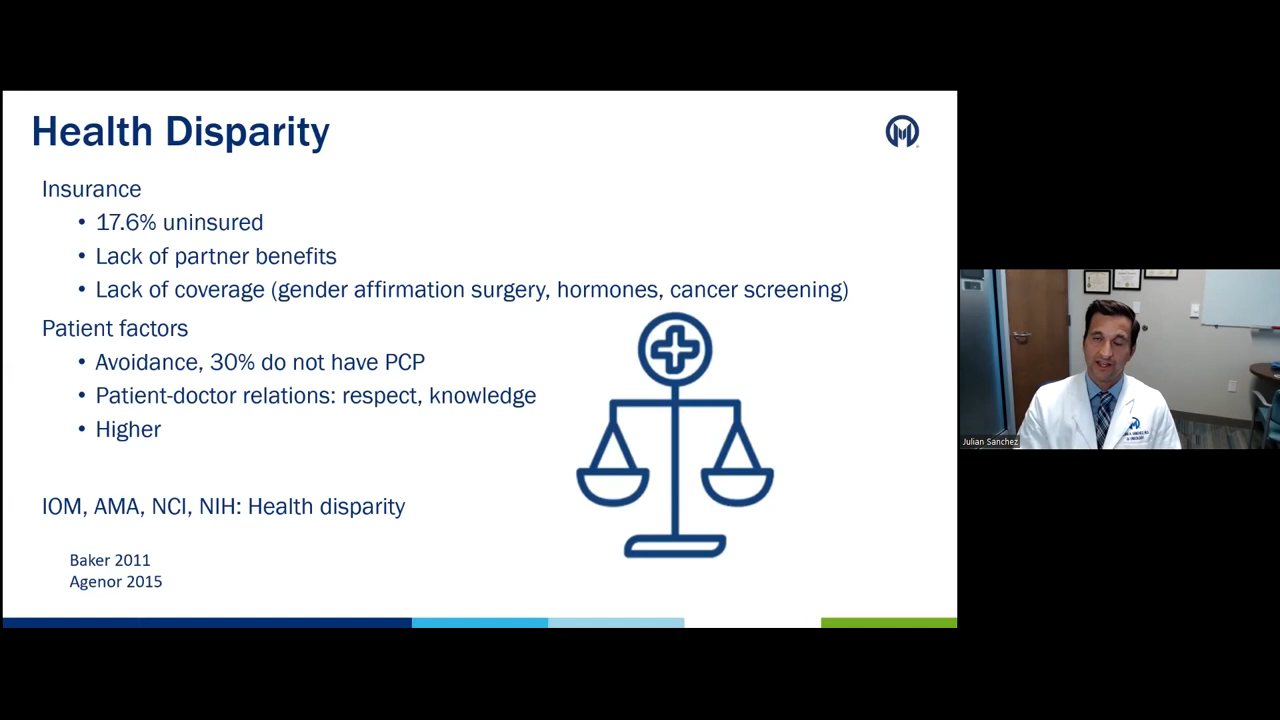 Health Disparity
Insurance
• 17.6% uninsured
• Lack of partner benefits
• Lack of coverage (gender affirmation surgery, hormones, cancer screening)
Patient factors
• Avoidance, 30% do not have PCP
• Patient-doctor relations: respect, knowledge
• Higher
IOM, AMA, NCI, NIH: Health disparity
Baker 2011
Agenor 2015
Julian Sanchez